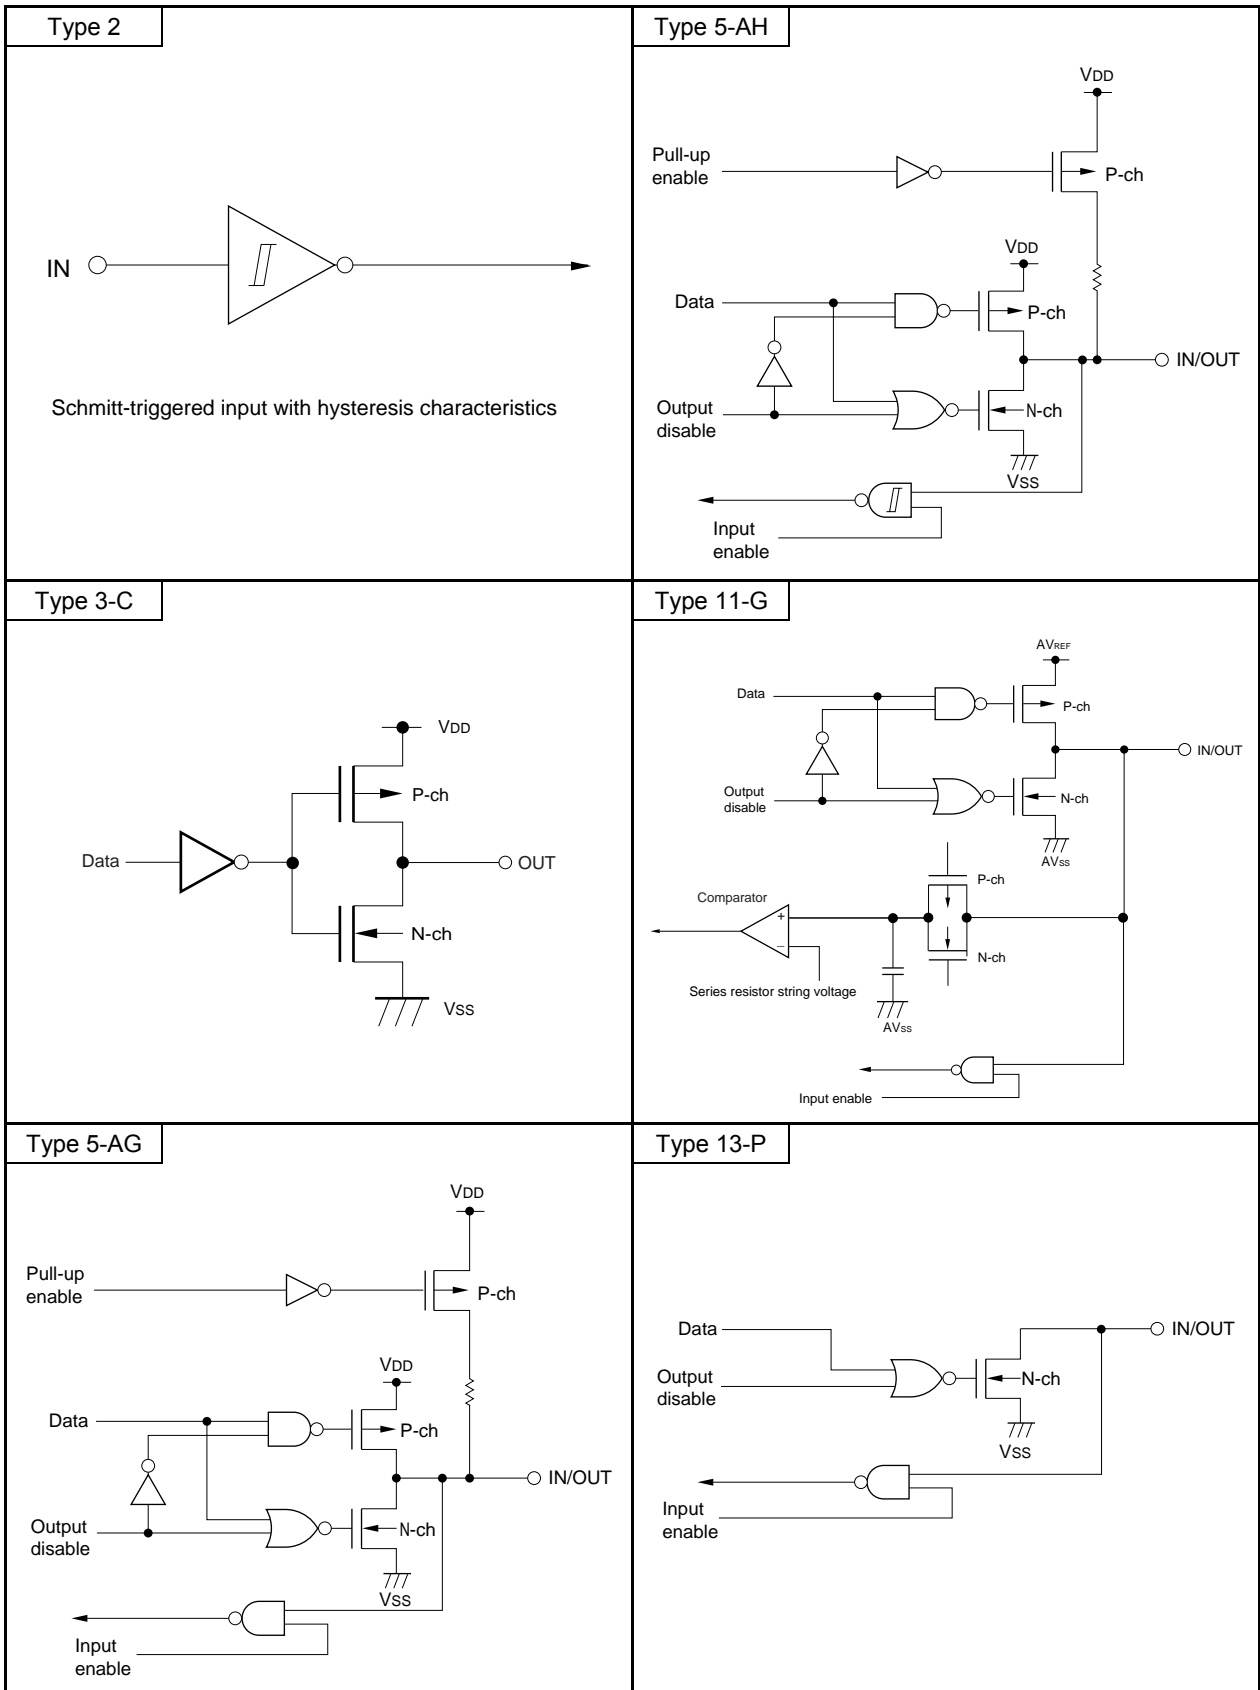 Type 2
IN
Schmitt-triggered input with hysteresis characteristics
Type 5-AH
VDD
Pull-up
enable
P-ch
VDD
Data
P-ch
IN/OUT
Output
disable
N-ch
VSS
Input
enable
Type 3-C
VDD
P-ch
Data
OUT
N-ch
VSS
Type 11-G
AVREF
Data
P-ch
IN/OUT
Output
disable
N-ch
AVSS
P-ch
Comparator
+
−
N-ch
Series resistor string voltage
AVSS
Input enable
Type 5-AG
VDD
Pull-up
enable
P-ch
VDD
Data
P-ch
IN/OUT
Output
disable
N-ch
VSS
Input
enable
Type 13-P
Data
IN/OUT
Output
disable
N-ch
VSS
Input
enable